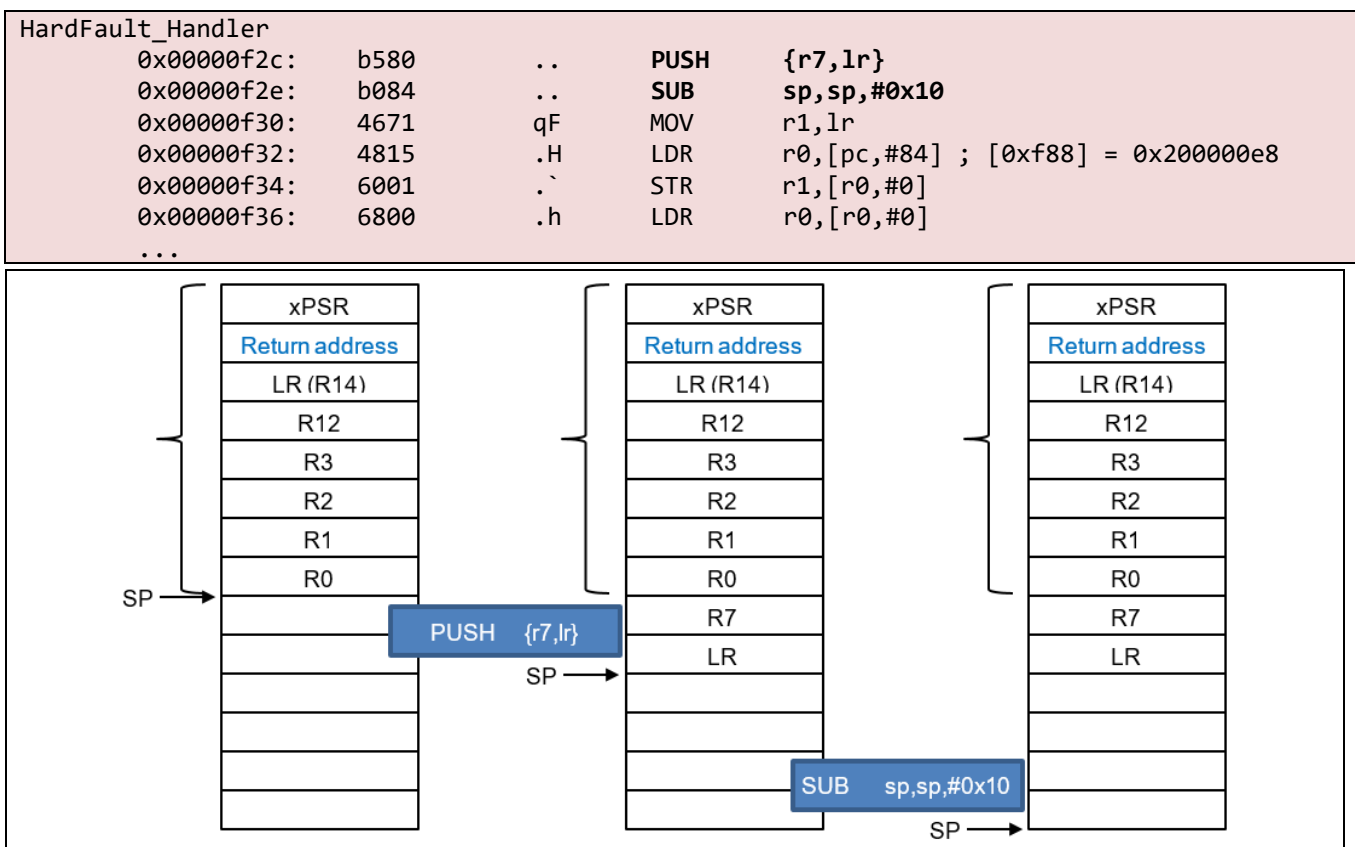 HardFault_Handler
0x00000f2c: b580 .. PUSH {r7,lr}
0x00000f2e: b084 .. SUB sp,sp,#0x10
0x00000f30: 4671 qF MOV r1,lr
0x00000f32: 4815 .H LDR r0,[pc,#84] ; [0xf88] = 0x200000e8
0x00000f34: 6001 .` STR r1,[r0,#0]
0x00000f36: 6800 .h LDR r0,[r0,#0]
...
xPSR xPSR xPSR
Return address Return address Return address
LR (R14) LR (R14) LR (R14)
R12 R12 R12
R3 R3 R3
R2 R2 R2
R1 R1 R1
R0 R0 R0
SP
PUSH {r7,lr} R7 R7
LR LR
SP
SUB sp,sp,#0x10
SP